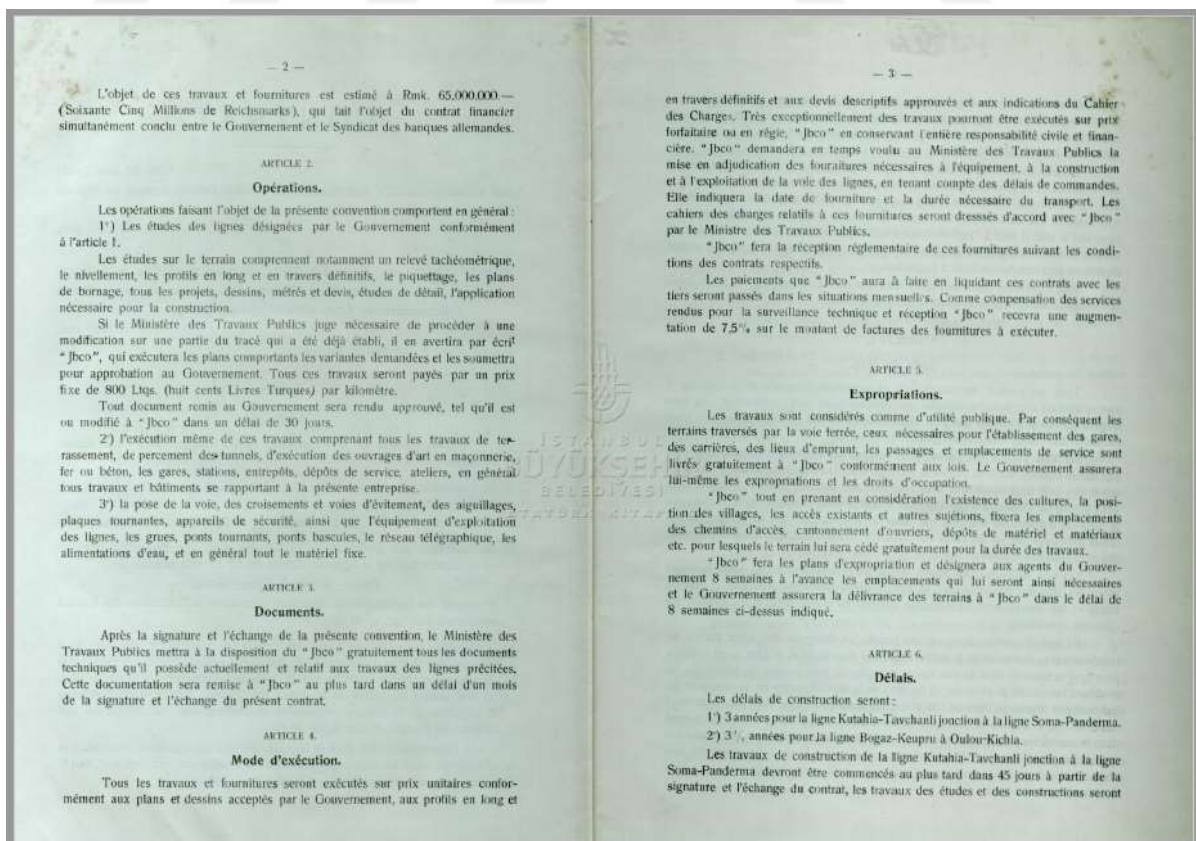 — 2 —
L'objet de ces travaux et fournitures est estimé à Rmk. 65.000.000.—
(Soixante Cinq Millions de Reichsmarks), qui fait l'objet du contrat financier
simultanément conclu entre le Gouvernement et le Syndicat des banques allemandes.
ARTICLE 2.
Opérations.
Les opérations faisant l'objet de la présente convention comportent en général :
1°) Les études des lignes désignées par le Gouvernement conformément
à l'article 1.
Les études sur le terrain comprennent notamment un relevé tachéométrique,
le nivellement, les profils en long et en travers définitifs, le piquettage, les plans
de bornage, tous les projets, dessins, métrés et devis, études de détail, l'application
nécessaire pour la construction.
Si le Ministère des Travaux Publics juge nécessaire de procéder à une
modification sur une partie du tracé qui a été déjà établi, il en avertira par écrit
“Jbco”, qui exécutera les plans comportants les variantes demandées et les soumettra
pour approbation au Gouvernement. Tous ces travaux seront payés par un prix
fixe de 800 Ltqs. (huit cents Livres Turques) par kilomètre.
Tout document remis au Gouvernement sera rendu approuvé, tel qu'il est
ou modifié à “Jbco” dans un délai de 30 jours.
2°) l'exécution même de ces travaux comprenant tous les travaux de ter-
rassement, de percement des tunnels, d'exécution des ouvrages d'art en maçonnerie,
fer ou béton, les gares, stations, entrepôts, dépôts de service, ateliers, en général
tous travaux et bâtiments se rapportant à la présente entreprise.
3°) la pose de la voie, des croisements et voies d'évitement, des aiguillages,
plaques tournantes, appareils de sécurité, ainsi que l'équipement d'exploitation
des lignes, les grues, ponts tournants, ponts bascules, le réseau télégraphique, les
alimentations d'eau, et en général tout le matériel fixe.
ARTICLE 3.
Documents.
Après la signature et l'échange de la présente convention, le Ministère des
Travaux Publics mettra à la disposition du “Jbco” gratuitement tous les documents
techniques qu'il possède actuellement et relatif aux travaux des lignes précitées.
Cette documentation sera remise à “Jbco” au plus tard dans un délai d'un mois
de la signature et l'échange du présent contrat.
ARTICLE 4.
Mode d'exécution.
Tous les travaux et fournitures seront exécutés sur prix unitaires confor-
mément aux plans et dessins acceptés par le Gouvernement, aux profils en long et
— 3 —
en travers définitifs et aux devis descriptifs approuvés et aux indications du Cahier
des Charges. Très exceptionnellement des travaux pourront être exécutés sur prix
forfaitaire ou en régie, “Jbco” en conservant l'entière responsabilité civile et finan-
cière. “Jbco” demandera en temps voulu au Ministère des Travaux Publics la
mise en adjudication des fournitures nécessaires à l'équipement, à la construction
et à l'exploitation de la voie des lignes, en tenant compte des délais de commandes.
Elle indiquera la date de fourniture et la durée nécessaire du transport. Les
cahiers des charges relatifs à ces fournitures seront dressés d'accord avec “Jbco”
par le Ministre des Travaux Publics.
“Jbco” fera la réception réglementaire de ces fournitures suivant les condi-
tions des contrats respectifs.
Les paiements que “Jbco” aura à faire en liquidant ces contrats avec les
tiers seront passés dans les situations mensuelles. Comme compensation des services
rendus pour la surveillance technique et réception “Jbco” recevra une augmen-
tation de 7,5% sur le montant de factures des fournitures à exécuter.
ARTICLE 5.
Expropriations.
Les travaux sont considérés comme d'utilité publique. Par conséquent les
terrains traversés par la voie ferrée, ceux nécessaires pour l'établissement des gares,
des carrières, des lieux d'emprunt, les passages et emplacements de service sont
livrés gratuitement à “Jbco” conformément aux lois. Le Gouvernement assurera
lui-même les expropriations et les droits d'occupation.
“Jbco” tout en prenant en considération l'existence des cultures, la posi-
tion des villages, les accès existants et autres sujétions, fixera les emplacements
des chemins d'accès, cantonnement d'ouvriers, dépôts de matériel et matériaux
etc. pour lesquels le terrain lui sera cédé gratuitement pour la durée des travaux.
“Jbco” fera les plans d'expropriation et désignera aux agents du Gouver-
nement 8 semaines à l'avance les emplacements qui lui seront ainsi nécessaires
et le Gouvernement assurera la délivrance des terrains à “Jbco” dans le délai de
8 semaines ci-dessus indiqué.
ARTICLE 6.
Délais.
Les délais de construction seront :
1°) 3 années pour la ligne Kutahia-Tavchanli jonction à la ligne Soma-Panderma.
2°) 3 années pour la ligne Bogaz-Keupru à Oulou-Kichla.
Les travaux de construction de la ligne Kutahia-Tavchanli jonction à la ligne
Soma-Panderma devront être commencés au plus tard dans 45 jours à partir de la
signature et l'échange du contrat, les travaux des études et des constructions seront
İSTANBUL
BÜYÜKŞEHİR
BELEDİYESİ